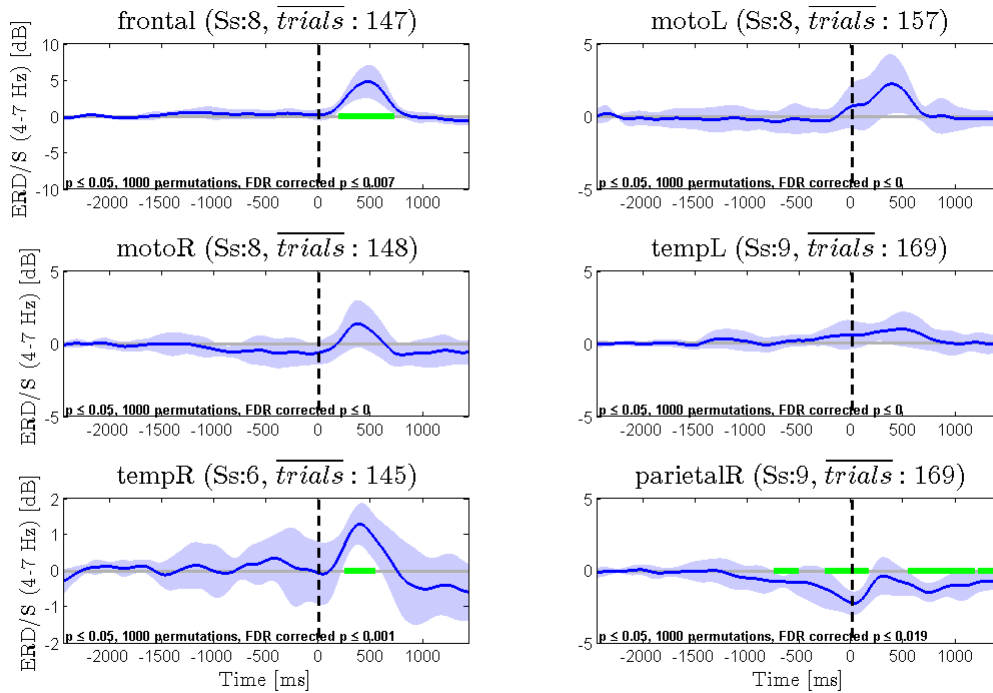 frontal (Ss:8, trials : 147)
motoL (Ss:8, trials : 157)
ERD/S (4-7 Hz) [dB]
10
5
0
-5
-10
p ≤ 0.05, 1000 permutations, FDR corrected p ≤ 0.007
-2000 -1500 -1000 -500 0 500 1000
5
0
-5
p ≤ 0.05, 1000 permutations, FDR corrected p ≤ 0
-2000 -1500 -1000 -500 0 500 1000
motoR (Ss:8, trials : 148)
tempL (Ss:9, trials : 169)
ERD/S (4-7 Hz) [dB]
5
0
-5
p ≤ 0.05, 1000 permutations, FDR corrected p ≤ 0
-2000 -1500 -1000 -500 0 500 1000
5
0
-5
p ≤ 0.05, 1000 permutations, FDR corrected p ≤ 0
-2000 -1500 -1000 -500 0 500 1000
tempR (Ss:6, trials : 145)
parietalR (Ss:9, trials : 169)
ERD/S (4-7 Hz) [dB]
2
1
0
-1
-2
p ≤ 0.05, 1000 permutations, FDR corrected p ≤ 0.001
-2000 -1500 -1000 -500 0 500 1000
Time [ms]
5
0
-5
p ≤ 0.05, 1000 permutations, FDR corrected p ≤ 0.019
-2000 -1500 -1000 -500 0 500 1000
Time [ms]